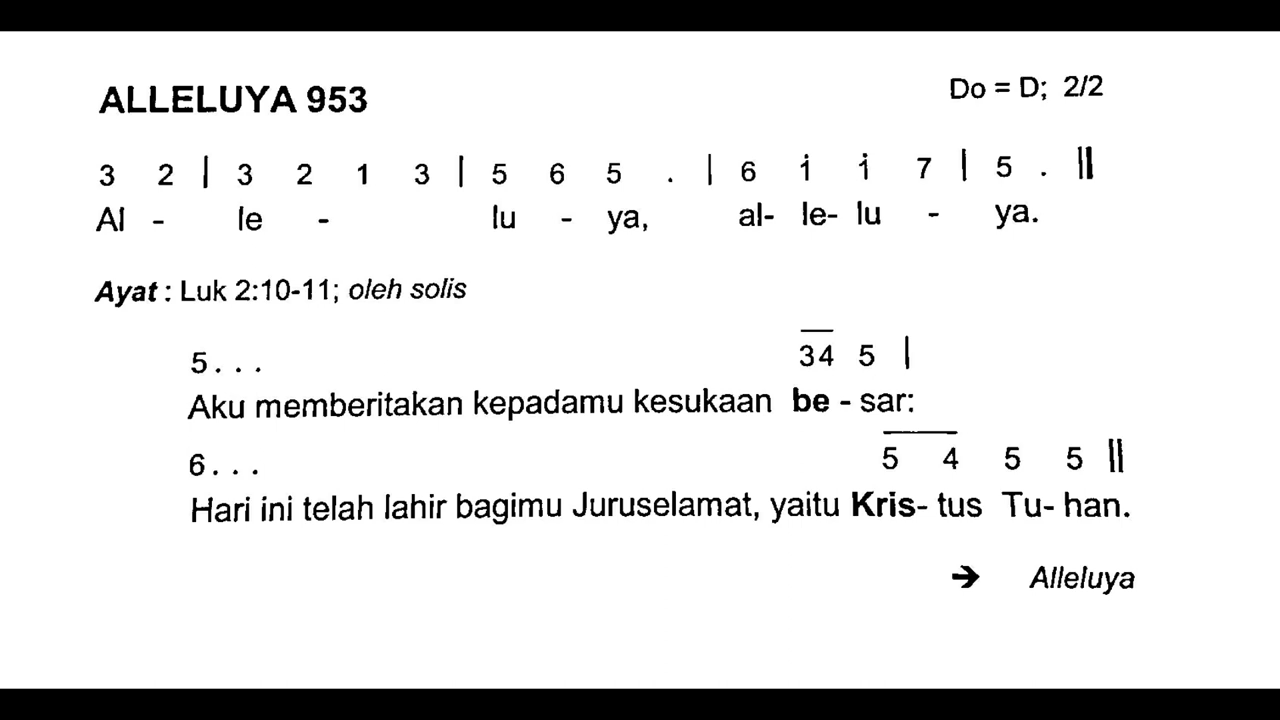 ALLELUYA 953 Do = D; 2/2
3 2 | 3 2 1 3 | 5 6 5 . | 6 i i 7 | 5 . ||
Al - le - lu - ya, al- le- lu - ya.
Ayat : Luk 2:10-11; oleh solis
5 . . . 34 5 |
Aku memberitakan kepadamu kesukaan be - sar:
6 . . . 5 4 5 5 ||
Hari ini telah lahir bagimu Juruselamat, yaitu Kris- tus Tu- han.
→ Alleluya